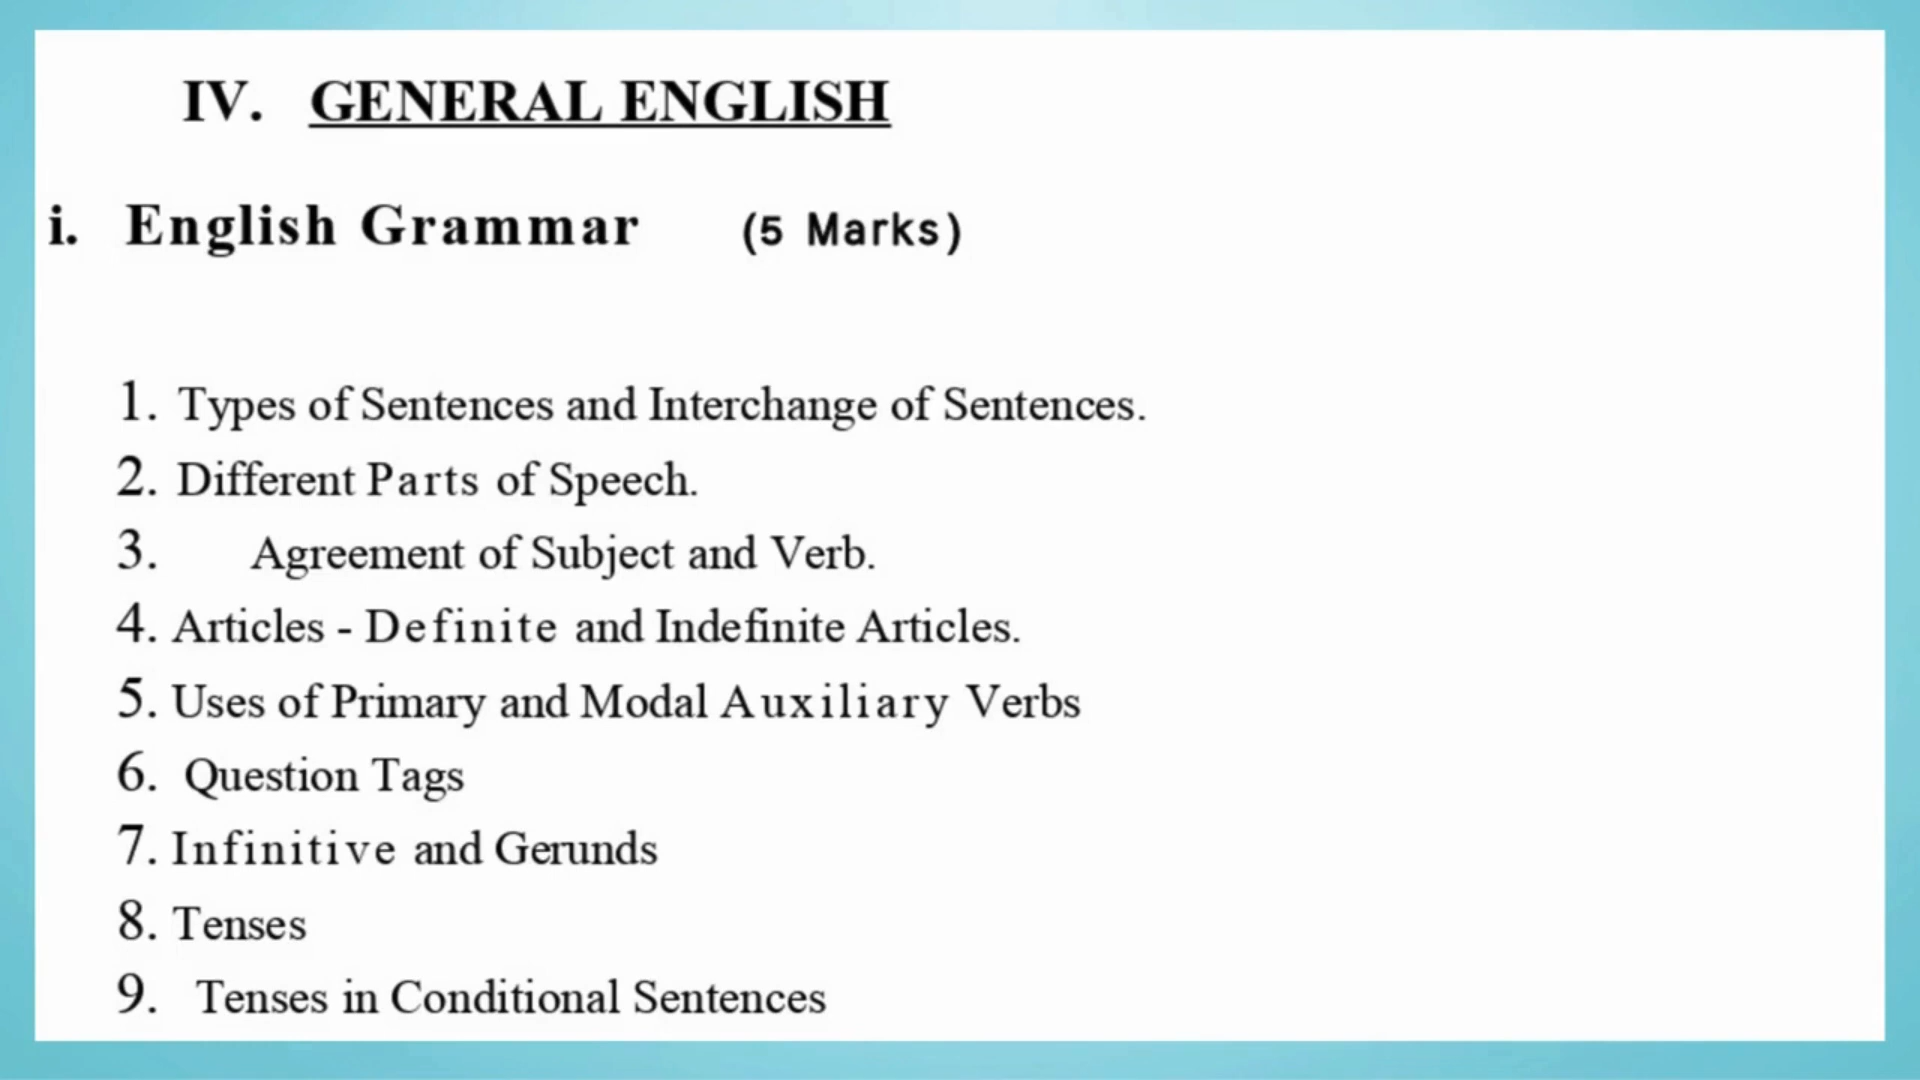 IV. GENERAL ENGLISH
i. English Grammar (5 Marks)
1. Types of Sentences and Interchange of Sentences.
2. Different Parts of Speech.
3. Agreement of Subject and Verb.
4. Articles - Definite and Indefinite Articles.
5. Uses of Primary and Modal Auxiliary Verbs
6. Question Tags
7. Infinitive and Gerunds
8. Tenses
9. Tenses in Conditional Sentences